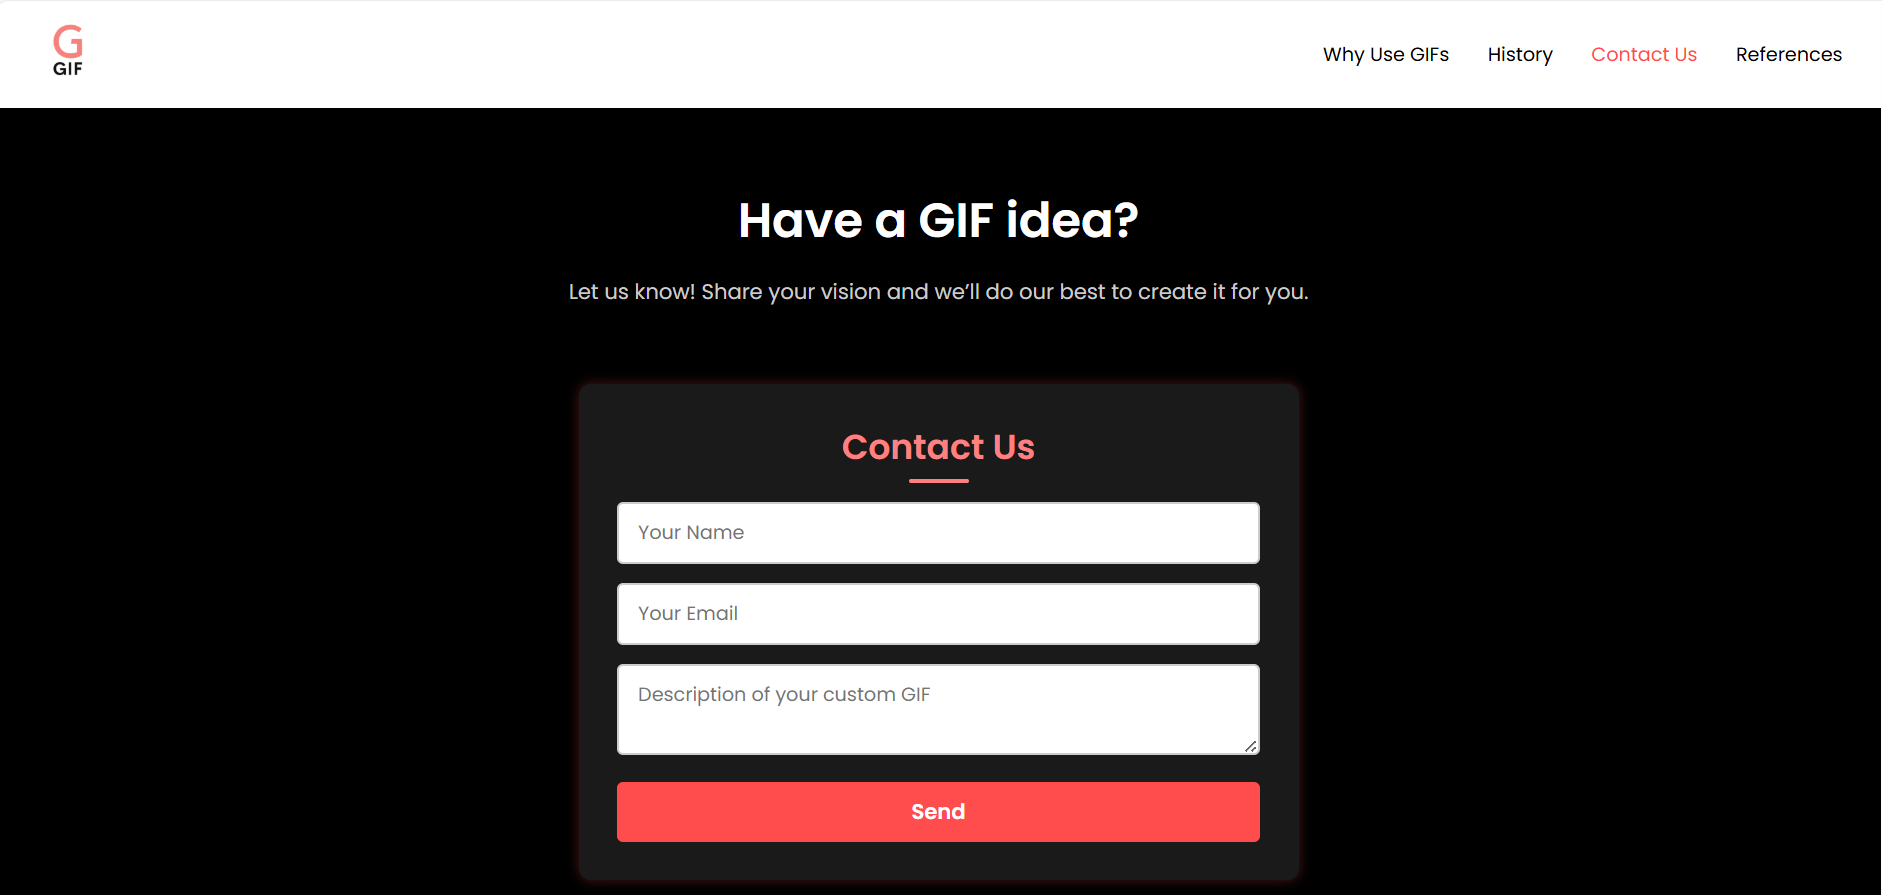 G
GIF
Why Use GIFs
History
Contact Us
References
Have a GIF idea?
Let us know! Share your vision and we’ll do our best to create it for you.
Contact Us
Your Name
Your Email
Description of your custom GIF
Send